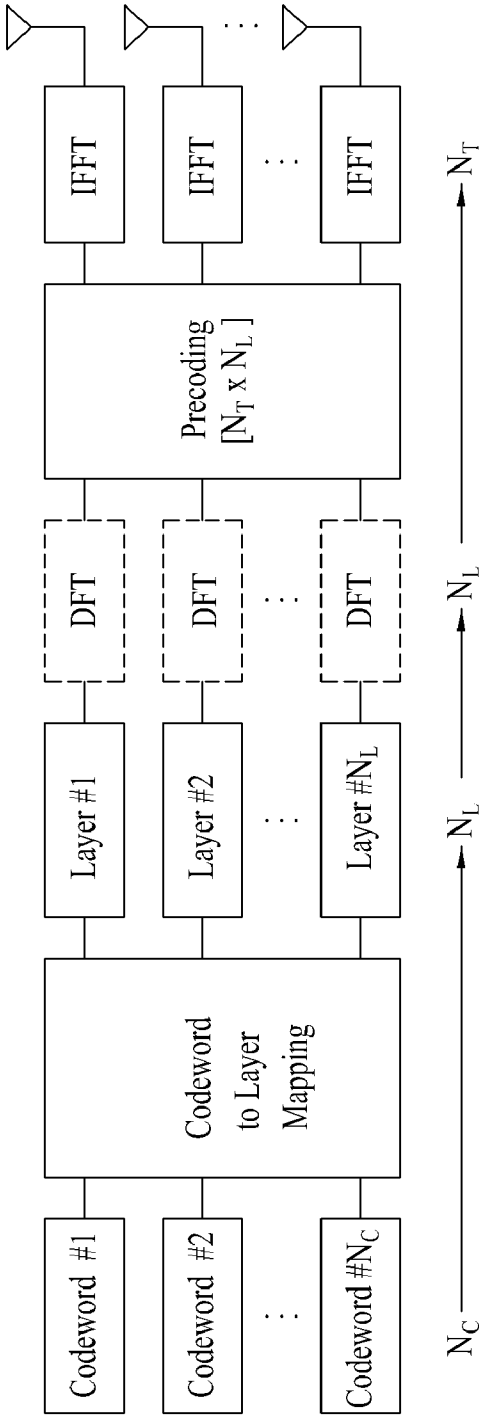 Codeword #1
Codeword #2
...
Codeword #N_C
Codeword
to Layer
Mapping
Layer #1
Layer #2
...
Layer #N_L
DFT
DFT
...
DFT
Precoding
[N_T x N_L ]
IFFT
IFFT
...
IFFT
...
N_C
N_L
N_L
N_T